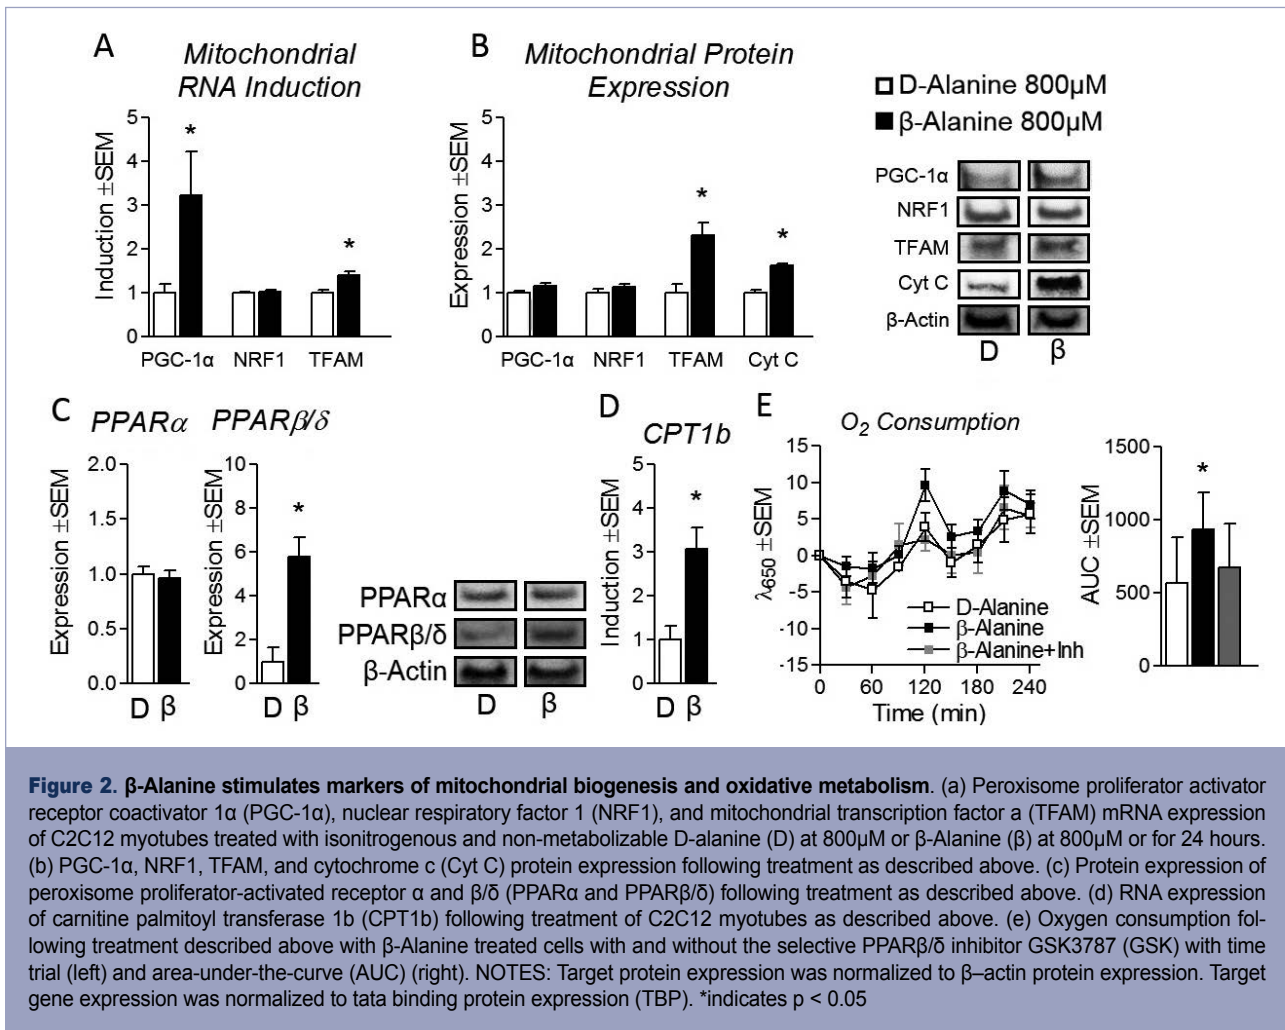 A
Mitochondrial
RNA Induction
Induction ±SEM
5
4
3
2
1
0
*
*
PGC-1α NRF1 TFAM
B
Mitochondrial Protein
Expression
Expression ±SEM
5
4
3
2
1
0
*
*
PGC-1α NRF1 TFAM Cyt C
D-Alanine 800µM
β-Alanine 800µM
PGC-1α
NRF1
TFAM
Cyt C
β-Actin
D β
C
PPARα
Expression ±SEM
2.0
1.5
1.0
0.5
0.0
D β
PPARβ/δ
Expression ±SEM
10
8
6
4
2
0
*
D β
PPARα
PPARβ/δ
β-Actin
D β
D
CPT1b
Induction ±SEM
5
4
3
2
1
0
*
D β
E
O2 Consumption
λ650 ±SEM
15
10
5
0
-5
-10
-15
D-Alanine
β-Alanine
β-Alanine+Inh
0 60 120 180 240
Time (min)
AUC ±SEM
1500
1000
500
0
*
Figure 2. β-Alanine stimulates markers of mitochondrial biogenesis and oxidative metabolism. (a) Peroxisome proliferator activator
receptor coactivator 1α (PGC-1α), nuclear respiratory factor 1 (NRF1), and mitochondrial transcription factor a (TFAM) mRNA expression
of C2C12 myotubes treated with isonitrogenous and non-metabolizable D-alanine (D) at 800µM or β-Alanine (β) at 800µM or for 24 hours.
(b) PGC-1α, NRF1, TFAM, and cytochrome c (Cyt C) protein expression following treatment as described above. (c) Protein expression of
peroxisome proliferator-activated receptor α and β/δ (PPARα and PPARβ/δ) following treatment as described above. (d) RNA expression
of carnitine palmitoyl transferase 1b (CPT1b) following treatment of C2C12 myotubes as described above. (e) Oxygen consumption fol-
lowing treatment described above with β-Alanine treated cells with and without the selective PPARβ/δ inhibitor GSK3787 (GSK) with time
trial (left) and area-under-the-curve (AUC) (right). NOTES: Target protein expression was normalized to β–actin protein expression. Target
gene expression was normalized to tata binding protein expression (TBP). *indicates p < 0.05